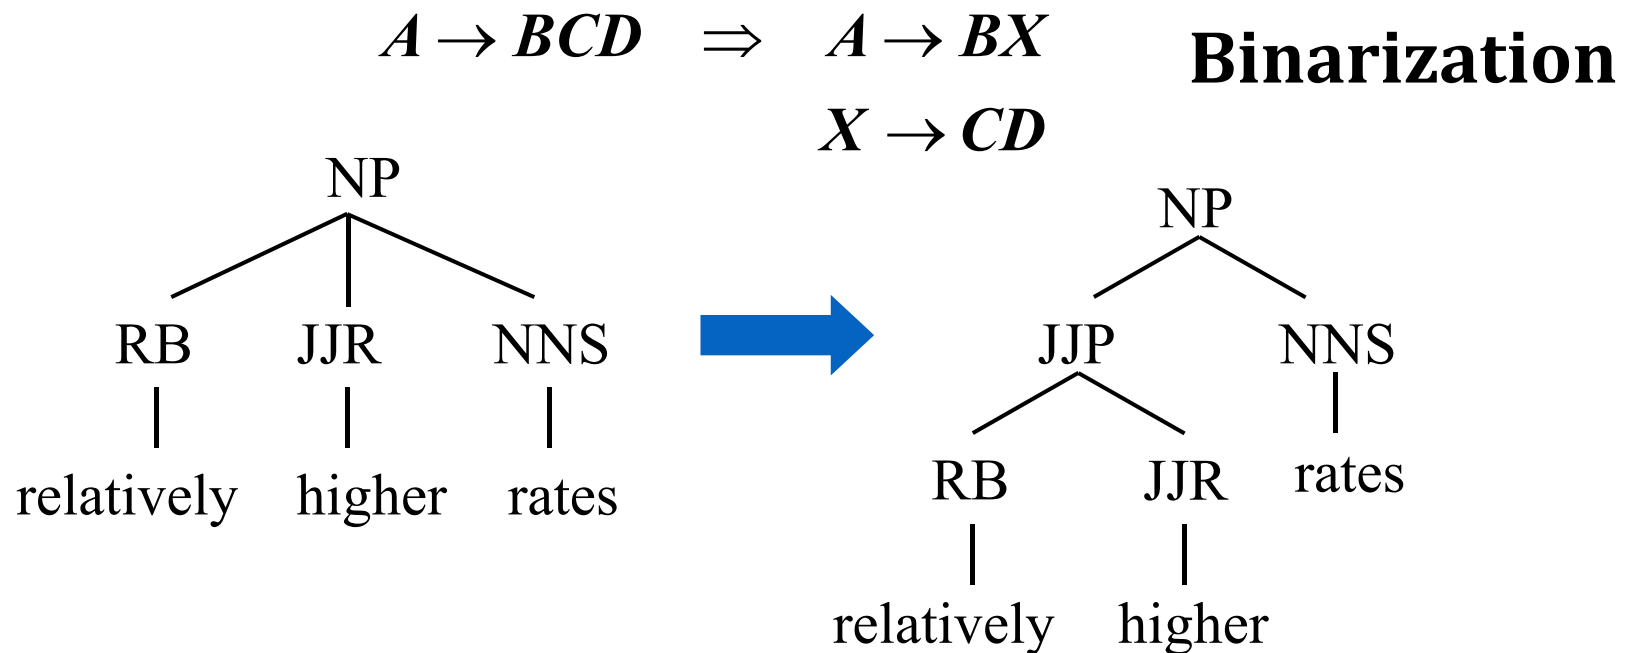 A → BCD ⇒ A → BX
X → CD
Binarization
NP
RB JJR NNS
relatively higher rates
NP
JJP NNS
RB JJR rates
relatively higher